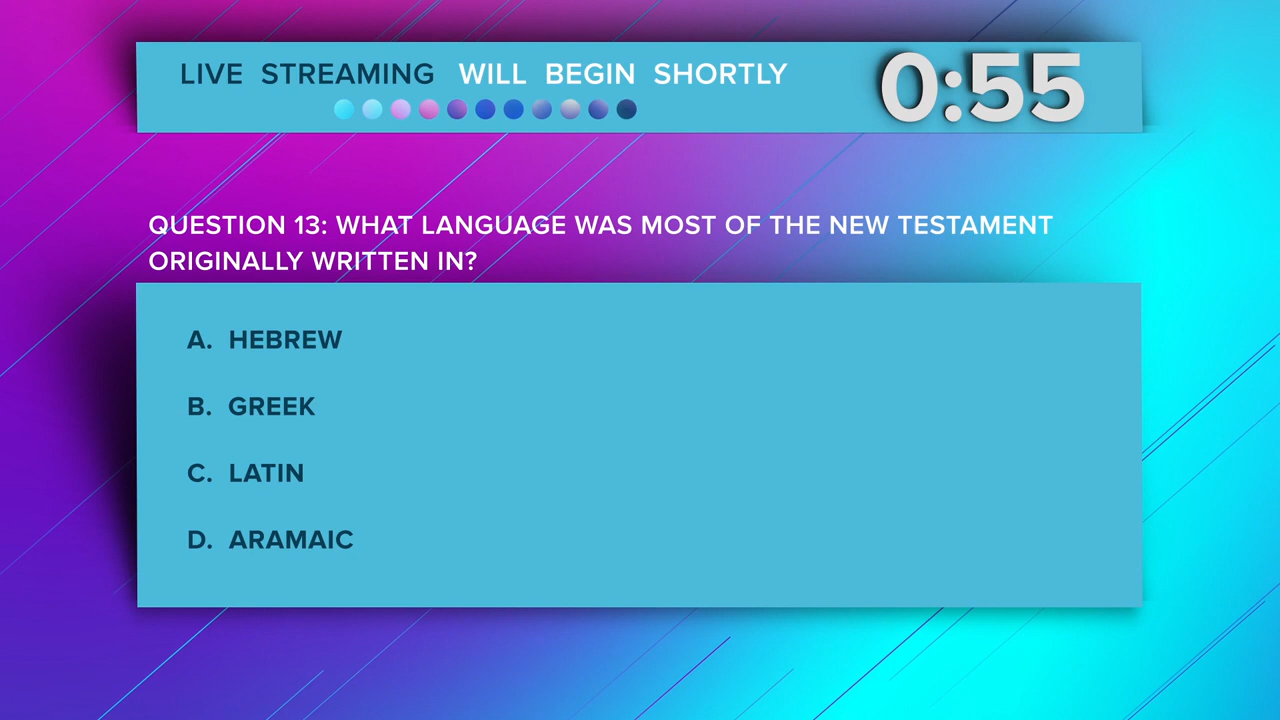 LIVE STREAMING WILL BEGIN SHORTLY 0:55
QUESTION 13: WHAT LANGUAGE WAS MOST OF THE NEW TESTAMENT
ORIGINALLY WRITTEN IN?
A. HEBREW
B. GREEK
C. LATIN
D. ARAMAIC